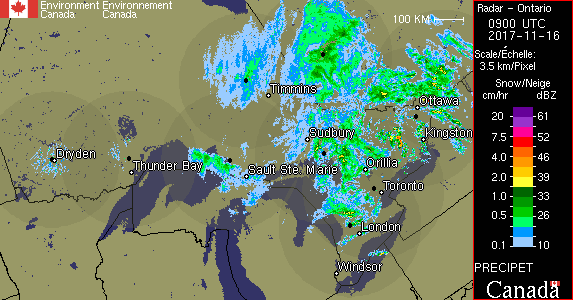 Environment Environnement
Canada Canada
100 KM
Radar - Ontario
0900 UTC
2017-11-16
Scale/Échelle:
3.5 km/Pixel
Snow/Neige
cm/hr dBZ
20 61
7.5 52
4.0 46
2.0 39
1.0 33
0.5 26
0.1 10
PRECIPET
Canada
Timmins
Ottawa
Sudbury
Kingston
Dryden
Thunder Bay
Sault Ste. Marie
Orillia
Toronto
London
Windsor